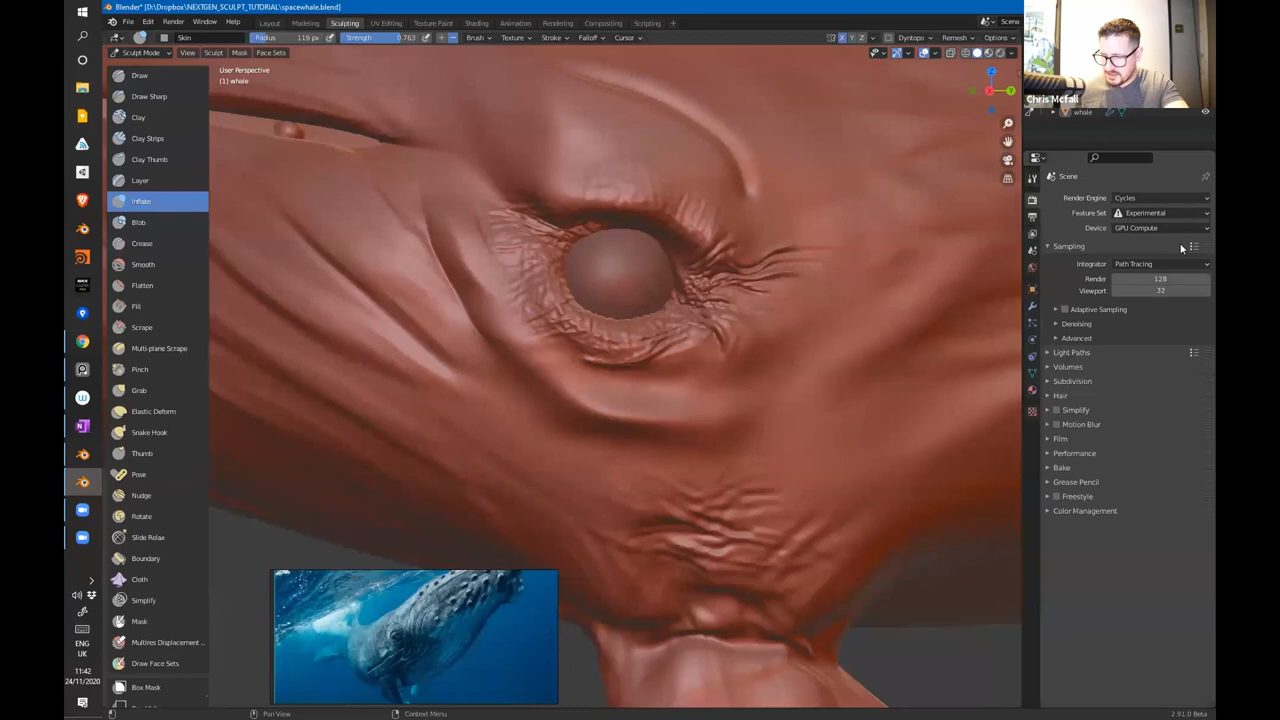 Blender* [D:\Dropbox\NEXTGEN_SCULPT_TUTORIAL\spacewhale.blend]
File Edit Render Window Help Layout Modeling Sculpting UV Editing Texture Paint Shading Animation Rendering Compositing Scripting + Scene
Skin Radius 119 px Strength 0.763 Brush Texture Stroke Falloff Cursor X Y Z Dyntopo Remesh Options
Sculpt Mode View Sculpt Mask Face Sets
User Perspective
(1) whale
Chris Mcfall
whale
Draw
Draw Sharp
Clay
Clay Strips
Clay Thumb
Layer
Inflate
Blob
Crease
Smooth
Flatten
Fill
Scrape
Multi-plane Scrape
Pinch
Grab
Elastic Deform
Snake Hook
Thumb
Pose
Nudge
Rotate
Slide Relax
Boundary
Cloth
Simplify
Mask
Multires Displacement ...
Draw Face Sets
Box Mask
Scene
Render Engine Cycles
Feature Set Experimental
Device GPU Compute
Sampling
Integrator Path Tracing
Render 128
Viewport 32
Adaptive Sampling
Denoising
Advanced
Light Paths
Volumes
Subdivision
Hair
Simplify
Motion Blur
Film
Performance
Bake
Grease Pencil
Freestyle
Color Management
ENG
UK
11:42
24/11/2020
Pan View Context Menu 2.91.0 Beta